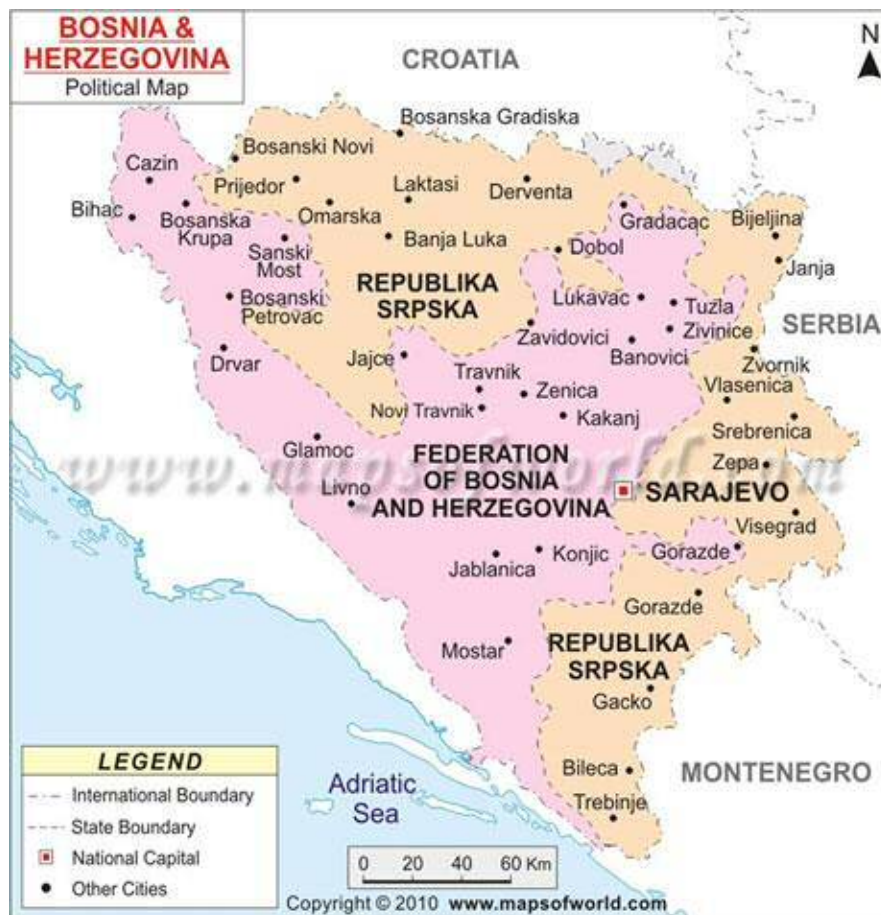 BOSNIA &
HERZEGOVINA
Political Map
CROATIA
N
Bosanska Gradiska
Bosanski Novi
Cazin
Prijedor
Laktasi
Derventa
Bihac
Bosanska
Krupa
Omarska
Gradacac
Bijeljina
Sanski
Most
Banja Luka
Dobol
Janja
REPUBLIKA
SRPSKA
Bosanski
Petrovac
Lukavac
Tuzla
SERBIA
Zavidovici
Zivinice
Drvar
Jajce
Banovici
Zvornik
Travnik
Vlasenica
Zenica
Novi Travnik
Kakanj
Srebrenica
Glamoc
FEDERATION
OF BOSNIA
AND HERZEGOVINA
Zepa
www.mapsofworld.com
Livno
SARAJEVO
Visegrad
Jablanica
Konjic
Gorazde
Gorazde
Mostar
REPUBLIKA
SRPSKA
Gacko
Bileca
MONTENEGRO
Trebinje
Adriatic
Sea
LEGEND
International Boundary
State Boundary
National Capital
Other Cities
0 20 40 60 Km
Copyright © 2010 www.mapsofworld.com